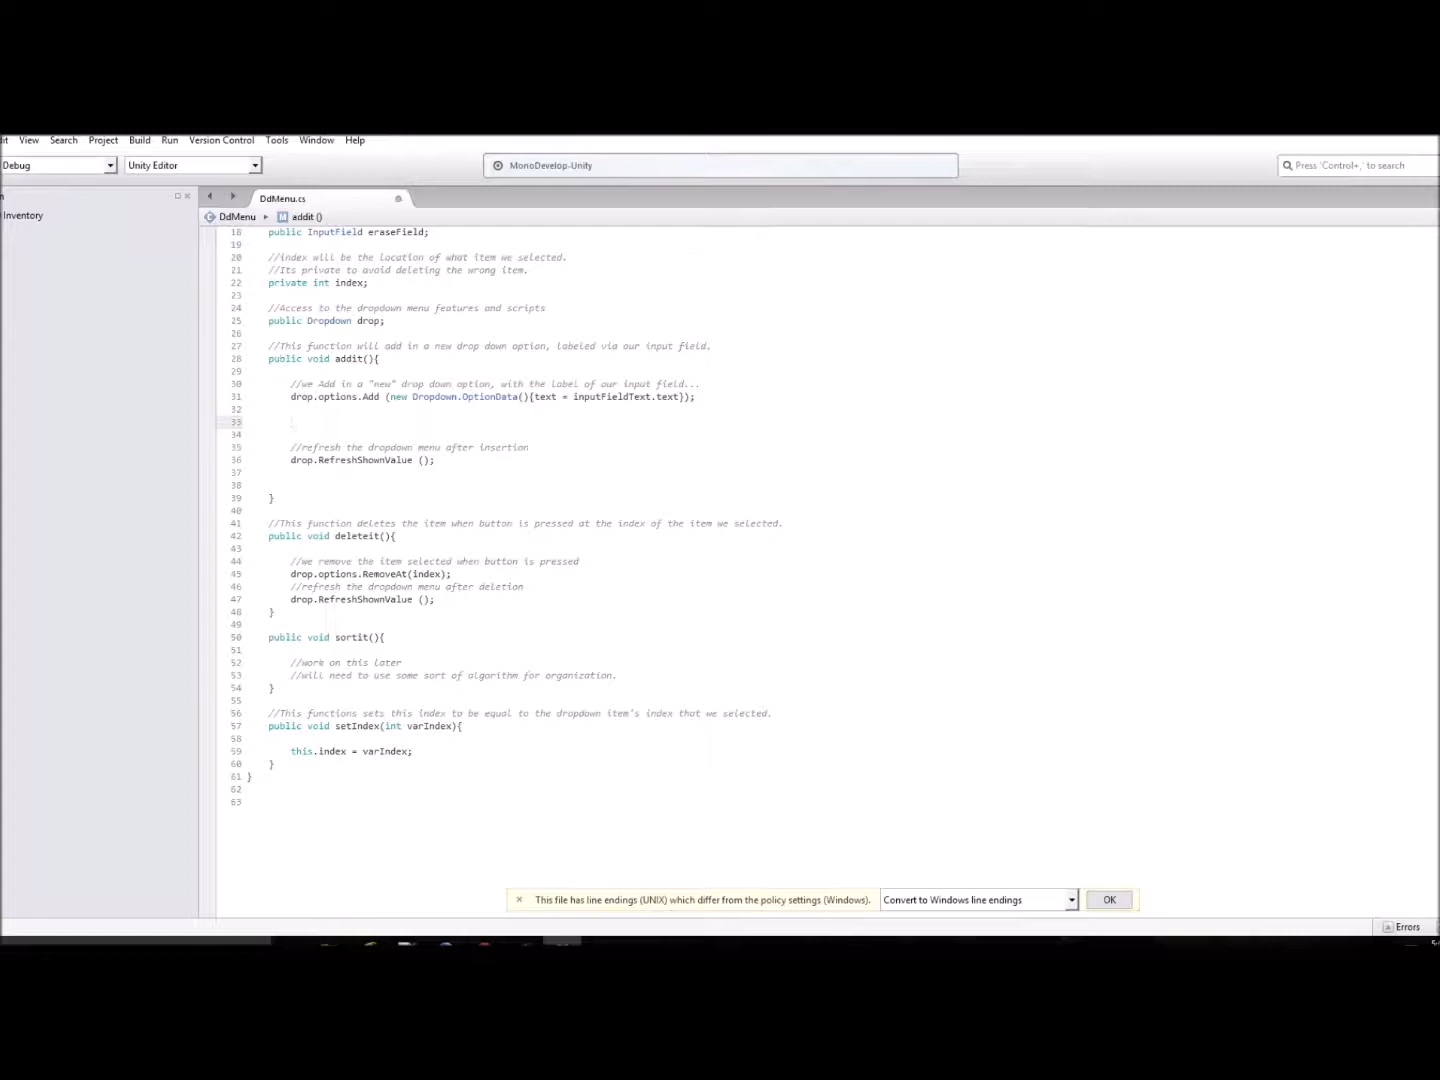 it View Search Project Build Run Version Control Tools Window Help
Debug Unity Editor MonoDevelop-Unity Press 'Control+,' to search
n DdMenu.cs
Inventory DdMenu addit ()
18 public InputField eraseField;
19
20 //index will be the location of what item we selected.
21 //Its private to avoid deleting the wrong item.
22 private int index;
23
24 //Access to the dropdown menu features and scripts
25 public Dropdown drop;
26
27 //This function will add in a new drop down option, labeled via our input field.
28 public void addit(){
29
30 //we Add in a "new" drop down option, with the label of our input field...
31 drop.options.Add (new Dropdown.OptionData(){text = inputFieldText.text});
32
33
34
35 //refresh the dropdown menu after insertion
36 drop.RefreshShownValue ();
37
38
39 }
40
41 //This function deletes the item when button is pressed at the index of the item we selected.
42 public void deleteit(){
43
44 //we remove the item selected when button is pressed
45 drop.options.RemoveAt(index);
46 //refresh the dropdown menu after deletion
47 drop.RefreshShownValue ();
48 }
49
50 public void sortit(){
51
52 //work on this later
53 //will need to use some sort of algorithm for organization.
54 }
55
56 //This functions sets this index to be equal to the dropdown item's index that we selected.
57 public void setIndex(int varIndex){
58
59 this.index = varIndex;
60 }
61 }
62
63
This file has line endings (UNIX) which differ from the policy settings (Windows). Convert to Windows line endings OK
Errors